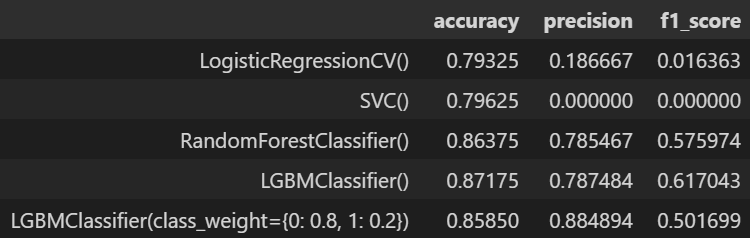 accuracy precision f1_score
LogisticRegressionCV() 0.79325 0.186667 0.016363
SVC() 0.79625 0.000000 0.000000
RandomForestClassifier() 0.86375 0.785467 0.575974
LGBMClassifier() 0.87175 0.787484 0.617043
LGBMClassifier(class_weight={0: 0.8, 1: 0.2}) 0.85850 0.884894 0.501699